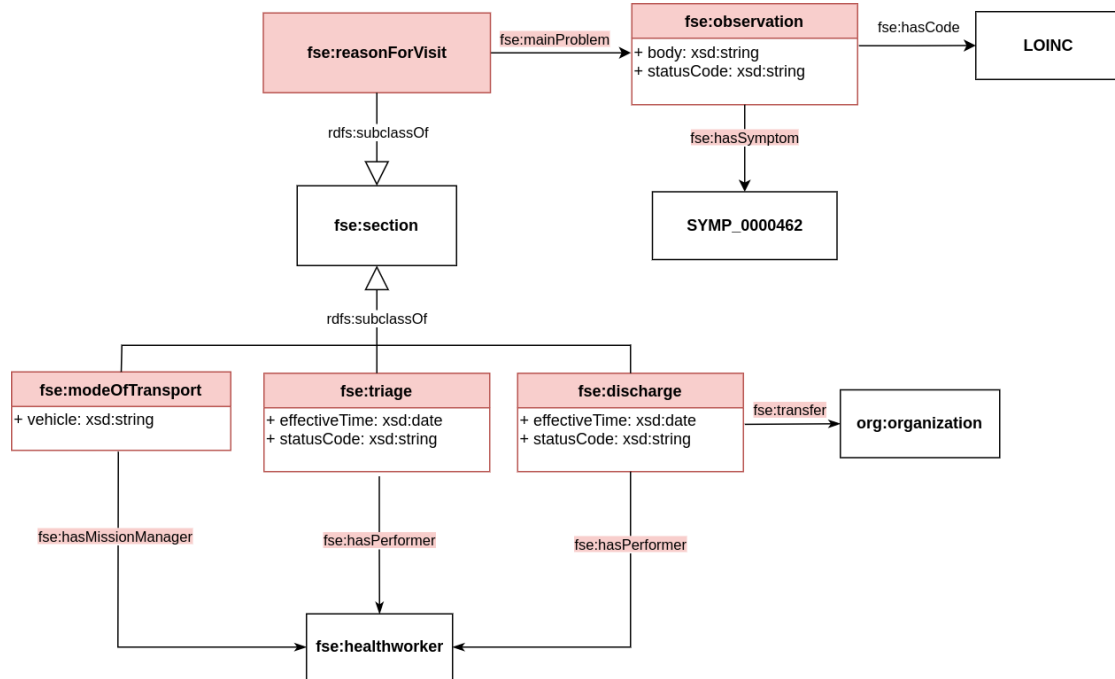 fse:reasonForVisit
fse:mainProblem
fse:observation
+ body: xsd:string
+ statusCode: xsd:string
fse:hasCode
LOINC
rdfs:subclassOf
fse:hasSymptom
fse:section
SYMP_0000462
rdfs:subclassOf
fse:modeOfTransport
+ vehicle: xsd:string
fse:triage
+ effectiveTime: xsd:date
+ statusCode: xsd:string
fse:discharge
+ effectiveTime: xsd:date
+ statusCode: xsd:string
fse:transfer
org:organization
fse:hasMissionManager
fse:hasPerformer
fse:hasPerformer
fse:healthworker